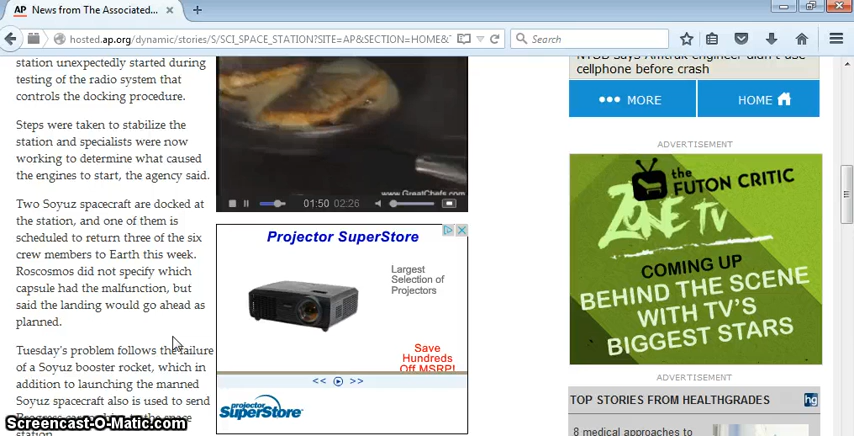 AP News from The Associated...
hosted.ap.org/dynamic/stories/S/SCI_SPACE_STATION?SITE=AP&SECTION=HOME&
Search
station unexpectedly started during
testing of the radio system that
controls the docking procedure.
Steps were taken to stabilize the
station and specialists were now
working to determine what caused
the engines to start, the agency said.
Two Soyuz spacecraft are docked at
the station, and one of them is
scheduled to return three of the six
crew members to Earth this week.
Roscosmos did not specify which
capsule had the malfunction, but
said the landing would go ahead as
planned.
Tuesday's problem follows the failure
of a Soyuz booster rocket, which in
addition to launching the manned
Soyuz spacecraft also is used to send
station.
Screencast-O-Matic.com
www.GreatChefs.com
01:50 02:26
Projector SuperStore
Largest
Selection of
Projectors
Save
Hundreds
Off MSRP!
<< >>
projector
SuperStore
cellphone before crash
MORE
HOME
ADVERTISEMENT
the
FUTON CRITIC
ZONE TV
COMING UP
BEHIND THE SCENE
WITH TV'S
BIGGEST STARS
ADVERTISEMENT
TOP STORIES FROM HEALTHGRADES
hg
8 medical approaches to